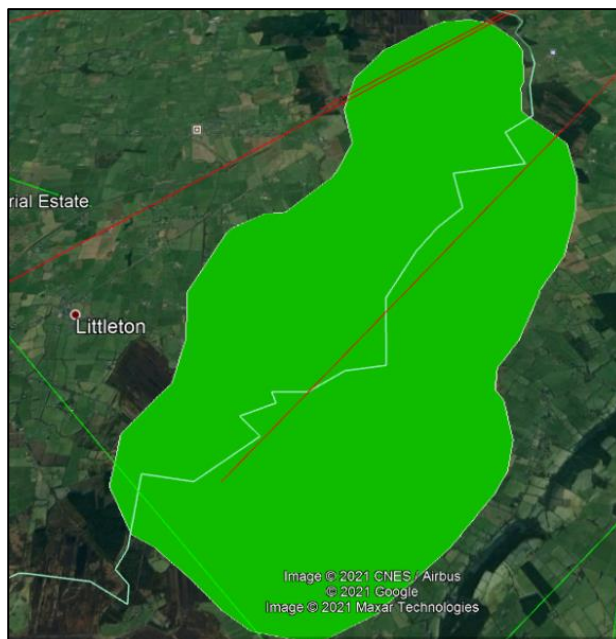 rial Estate
Littleton
Image © 2021 CNES / Airbus
© 2021 Google
Image © 2021 Maxar Technologies